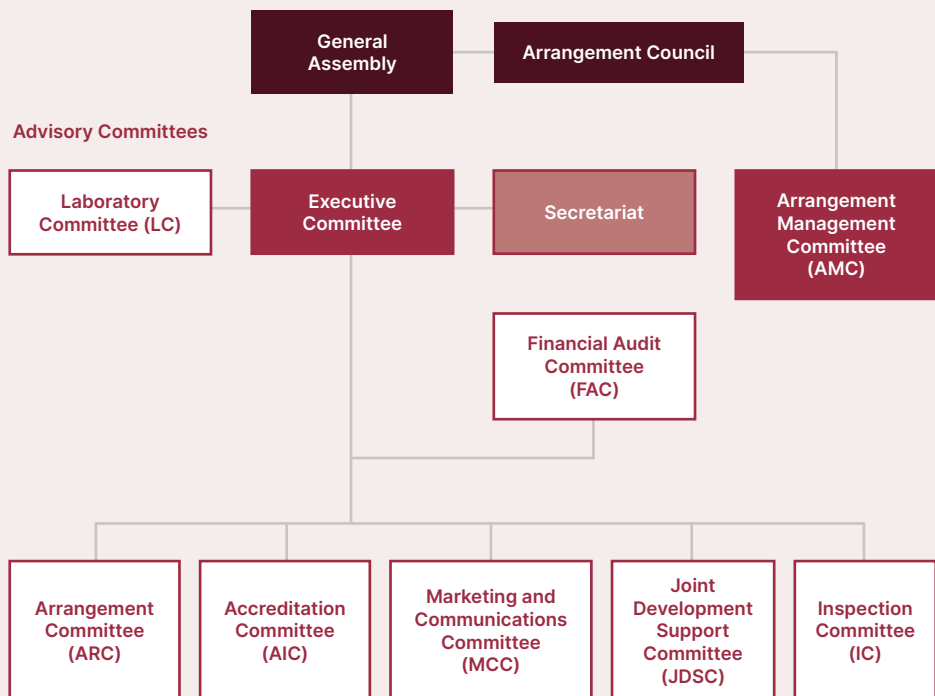 General
Assembly
Arrangement Council
Advisory Committees
Laboratory
Committee (LC)
Executive
Committee
Secretariat
Arrangement
Management
Committee
(AMC)
Financial Audit
Committee
(FAC)
Arrangement
Committee
(ARC)
Accreditation
Committee
(AIC)
Marketing and
Communications
Committee
(MCC)
Joint
Development
Support
Committee
(JDSC)
Inspection
Committee
(IC)